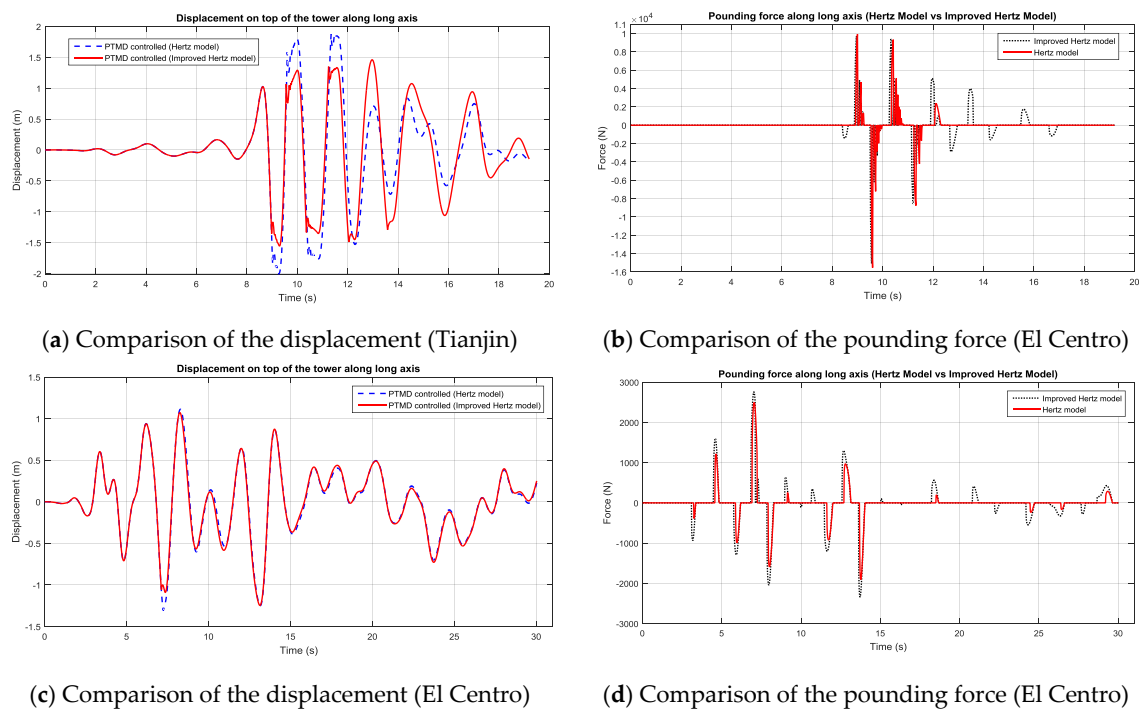 Displacement on top of the tower along long axis
PTMD controlled (Hertz model)
PTMD controlled (Improved Hertz model)
Displacement (m)
2
1.5
1
0.5
0
-0.5
-1
-1.5
-2
0 2 4 6 8 10 12 14 16 18 20
Time (s)
Pounding force along long axis (Hertz Model vs Improved Hertz Model)
×10⁴
Improved Hertz model
Hertz model
Force (N)
1.1
1
0.8
0.6
0.4
0.2
0
-0.2
-0.4
-0.6
-0.8
-1
-1.2
-1.4
-1.6
0 2 4 6 8 10 12 14 16 18 20
Time (s)
(a) Comparison of the displacement (Tianjin)
(b) Comparison of the pounding force (El Centro)
Displacement on top of the tower along long axis
PTMD controlled (Hertz model)
PTMD controlled (Improved Hertz model)
Displacement (m)
1.5
1
0.5
0
-0.5
-1
-1.5
0 5 10 15 20 25 30
Time (s)
Pounding force along long axis (Hertz Model vs Improved Hertz Model)
Improved Hertz model
Hertz model
Force (N)
3000
2000
1000
0
-1000
-2000
-3000
0 5 10 15 20 25 30
Time (s)
(c) Comparison of the displacement (El Centro)
(d) Comparison of the pounding force (El Centro)